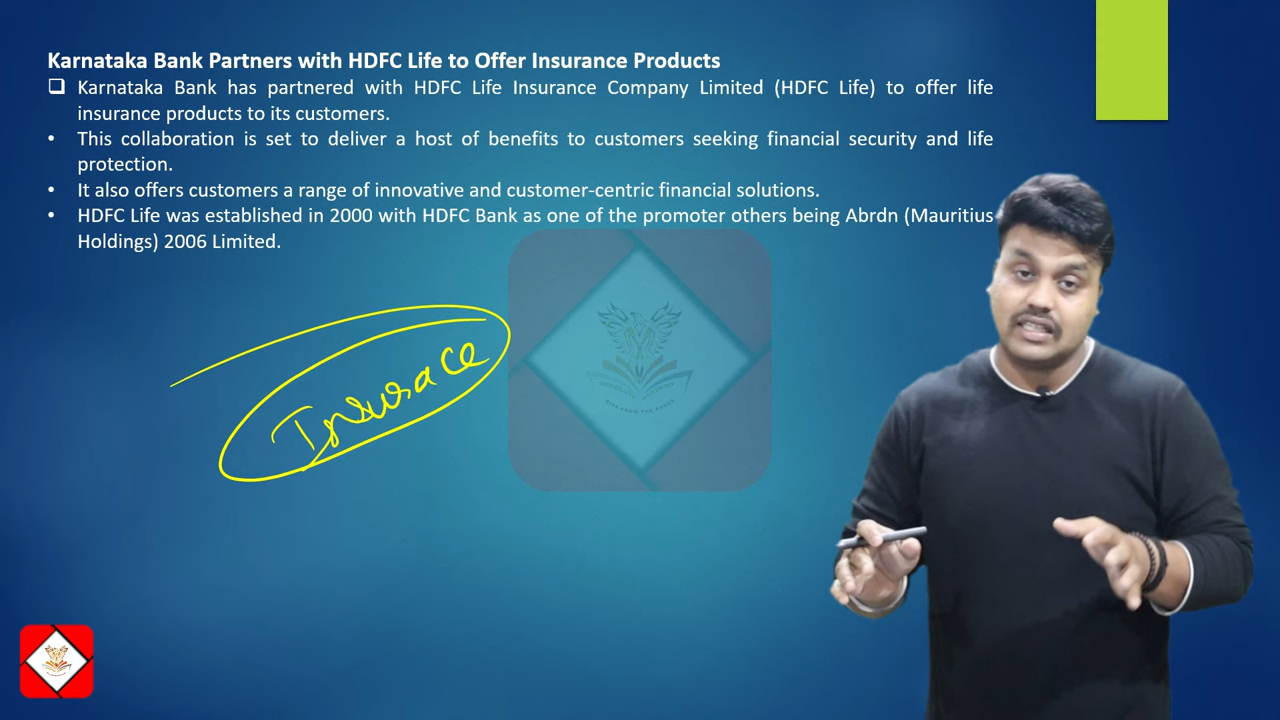 Karnataka Bank Partners with HDFC Life to Offer Insurance Products
❑ Karnataka Bank has partnered with HDFC Life Insurance Company Limited (HDFC Life) to offer life
insurance products to its customers.
• This collaboration is set to deliver a host of benefits to customers seeking financial security and life
protection.
• It also offers customers a range of innovative and customer-centric financial solutions.
• HDFC Life was established in 2000 with HDFC Bank as one of the promoter others being Abrdn (Mauritius
Holdings) 2006 Limited.
Insurace